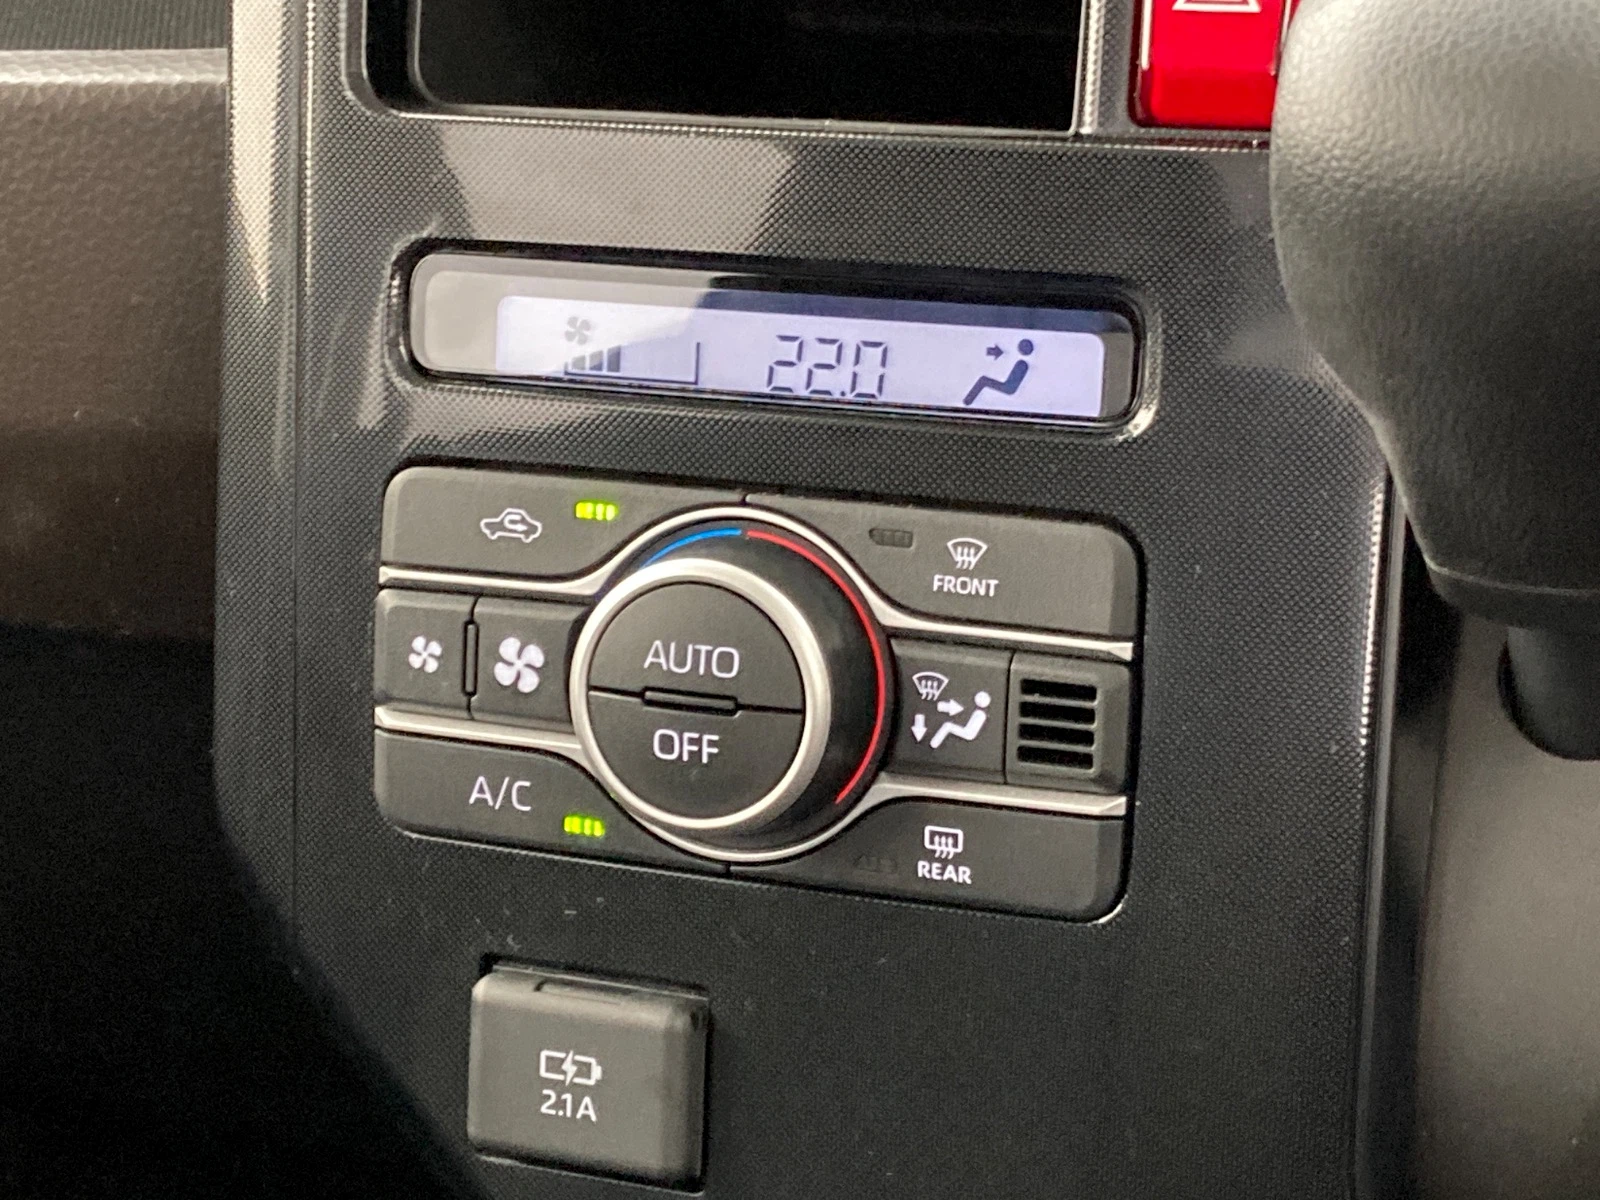 22.0
FRONT
AUTO
OFF
A/C
REAR
2.1A